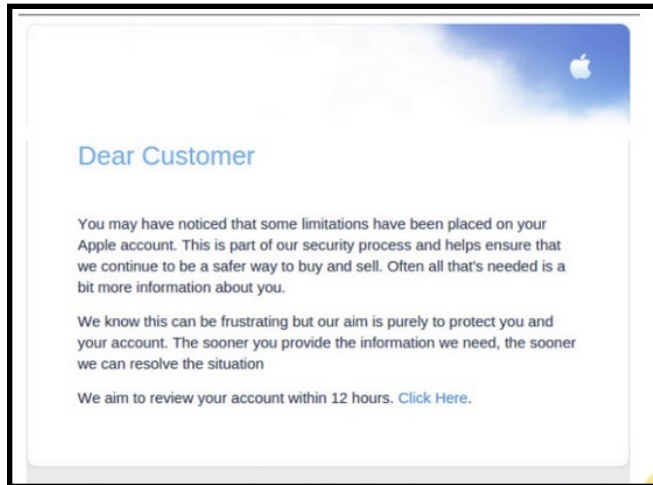 Dear Customer
You may have noticed that some limitations have been placed on your
Apple account. This is part of our security process and helps ensure that
we continue to be a safer way to buy and sell. Often all that's needed is a
bit more information about you.
We know this can be frustrating but our aim is purely to protect you and
your account. The sooner you provide the information we need, the sooner
we can resolve the situation
We aim to review your account within 12 hours. Click Here.